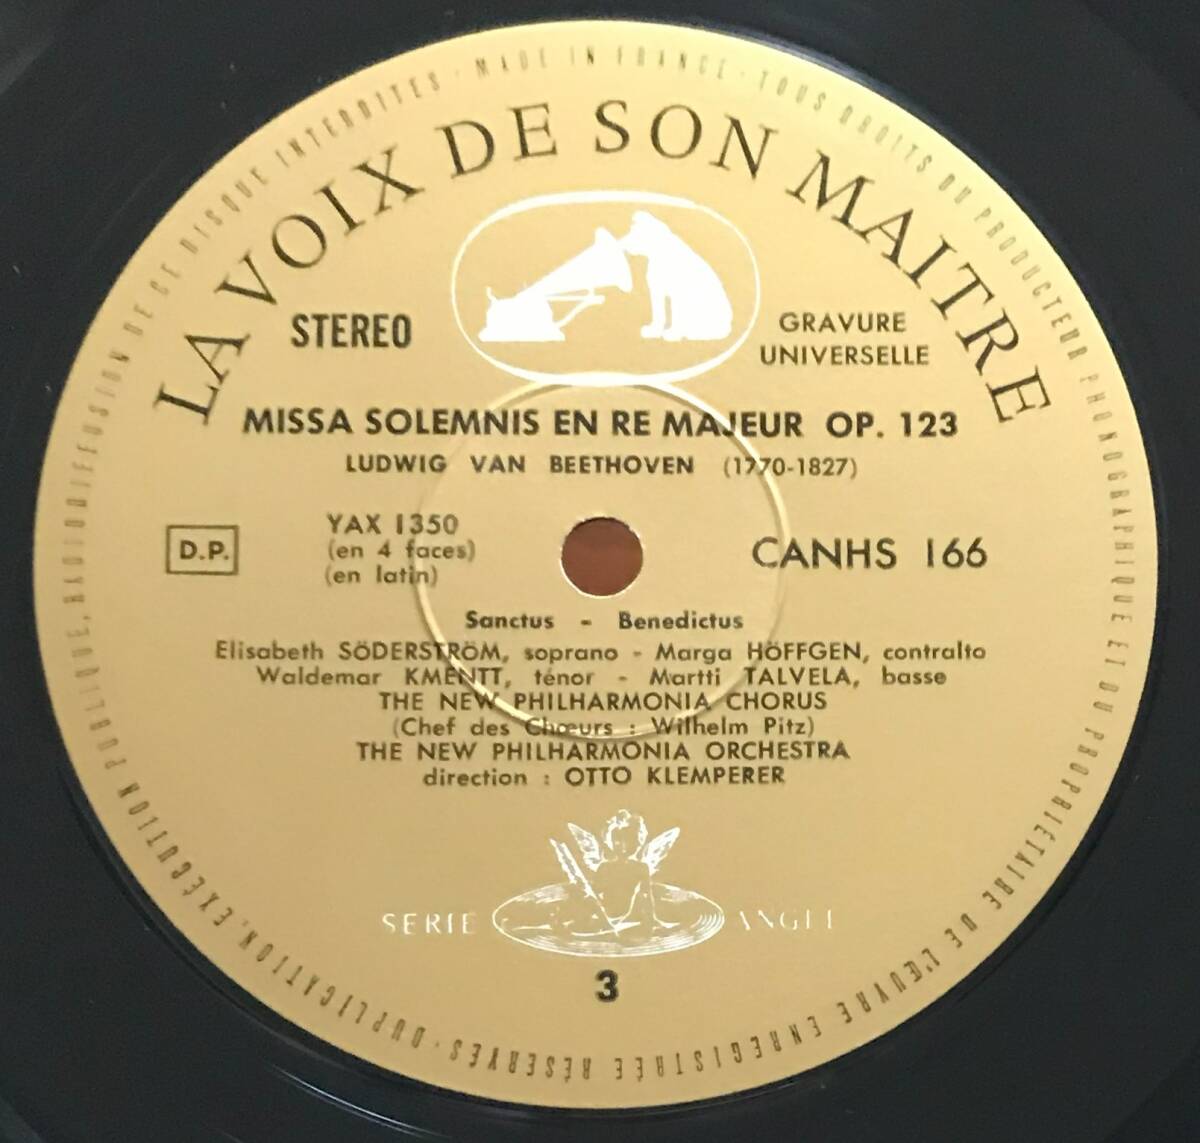 MADE IN FRANCE · TOUS DROITS DU PRODUCTEUR PHONOGRAPHIQUE ET DU PROPRIÉTAIRE DE L'ŒUVRE ENREGISTRÉE RÉSERVÉS · DUPLICATION, EXÉCUTION PUBLIQUE, RADIODIFFUSION DE CE DISQUE INTERDITES ·
LA VOIX DE SON MAITRE
STEREO
GRAVURE
UNIVERSELLE
MISSA SOLEMNIS EN RE MAJEUR OP. 123
LUDWIG VAN BEETHOVEN (1770-1827)
D.P.
YAX 1350
(en 4 faces)
(en latin)
CANHS 166
Sanctus - Benedictus
Elisabeth SÖDERSTRÖM, soprano - Marga HÖFFGEN, contralto
Waldemar KMENTT, ténor - Martti TALVELA, basse
THE NEW PHILHARMONIA CHORUS
(Chef des Chœurs : Wilhelm Pitz)
THE NEW PHILHARMONIA ORCHESTRA
direction : OTTO KLEMPERER
SERIE ANGEL
3